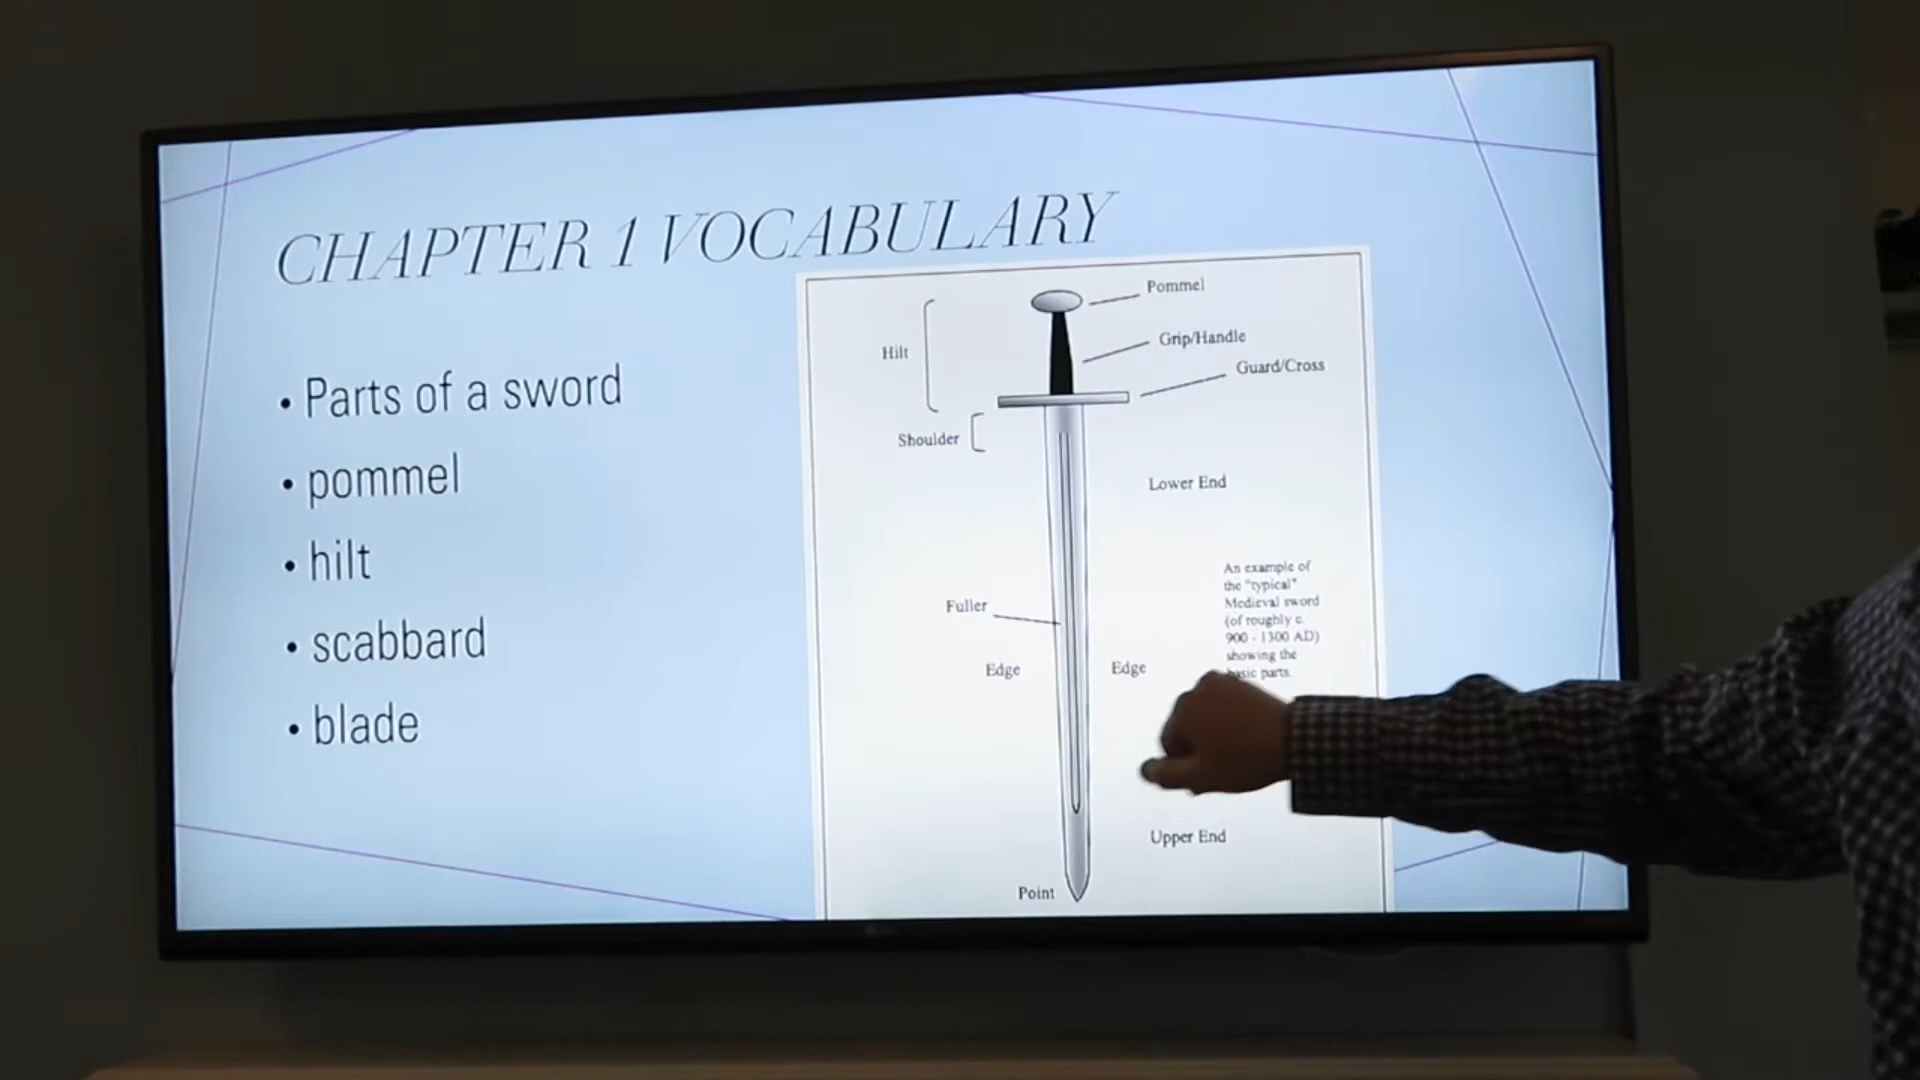 CHAPTER 1 VOCABULARY
• Parts of a sword
• pommel
• hilt
• scabbard
• blade
Pommel
Grip/Handle
Hilt
Guard/Cross
Shoulder
Lower End
An example of
the "typical"
Medieval sword
(of roughly c.
900 - 1300 AD)
showing the
basic parts.
Fuller
Edge
Edge
Upper End
Point